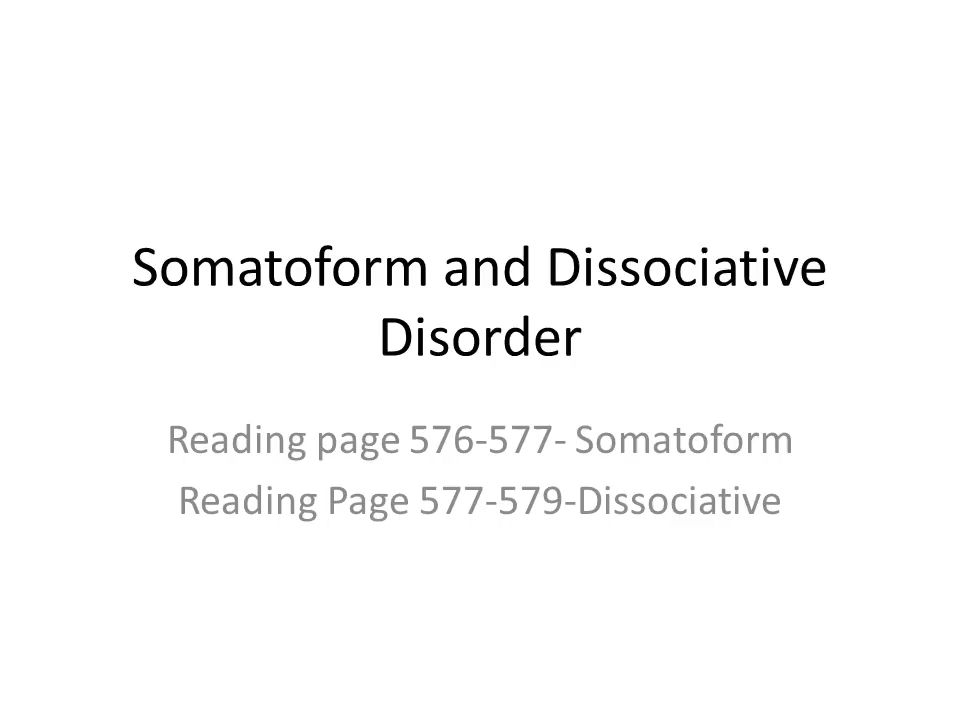 Somatoform and Dissociative
Disorder
Reading page 576-577- Somatoform
Reading Page 577-579-Dissociative